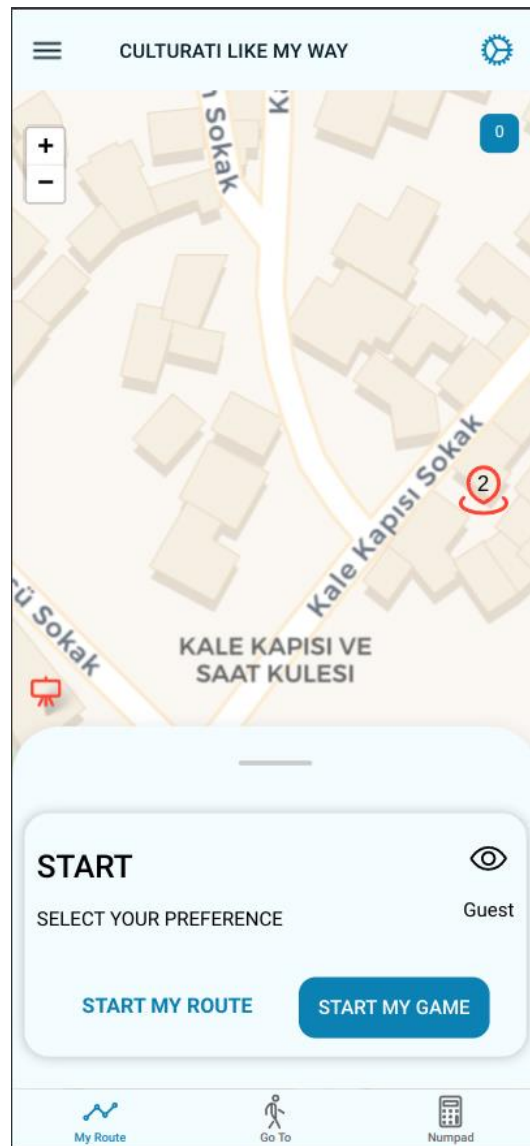 CULTURATI LIKE MY WAY
+
0
−
Sokak
Kale Kapısı Sokak
2
Sokak
KALE KAPISI VE
SAAT KULESI
START
SELECT YOUR PREFERENCE
Guest
START MY ROUTE
START MY GAME
My Route
Go To
Numpad